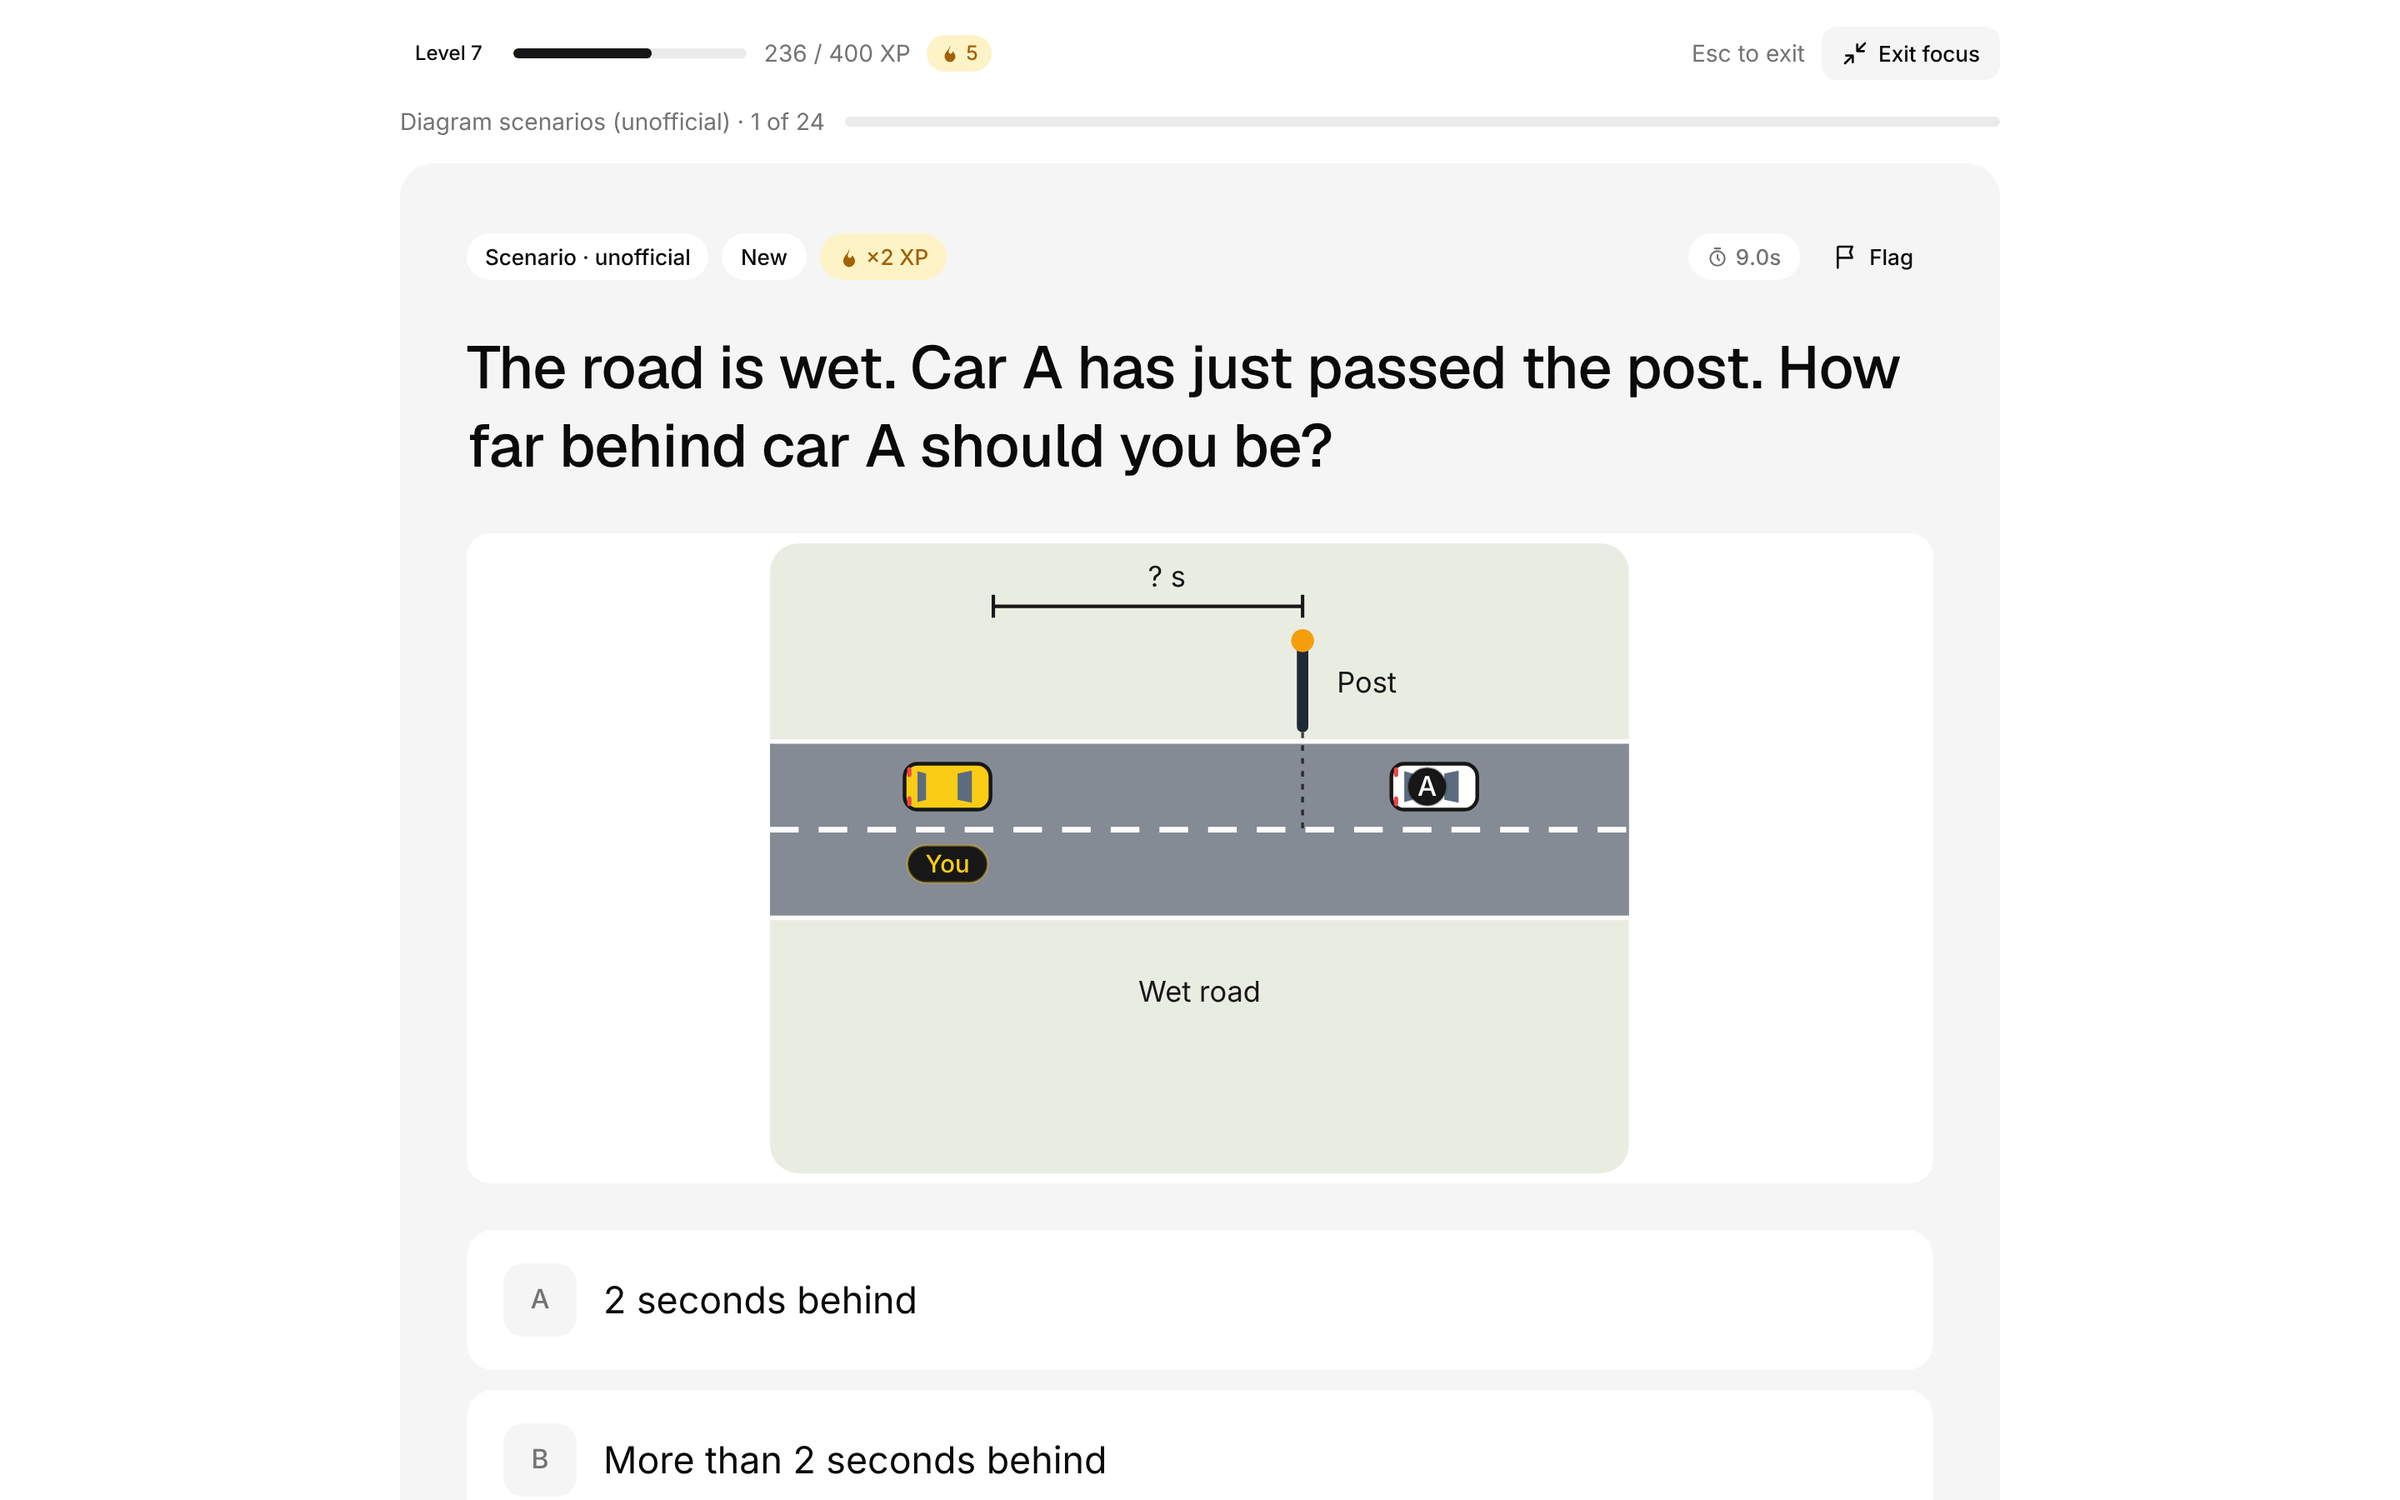 Level 7
236 / 400 XP
5
Esc to exit
Exit focus
Diagram scenarios (unofficial) · 1 of 24
Scenario · unofficial
New
×2 XP
9.0s
Flag
The road is wet. Car A has just passed the post. How
far behind car A should you be?
? s
Post
A
You
Wet road
A
2 seconds behind
B
More than 2 seconds behind